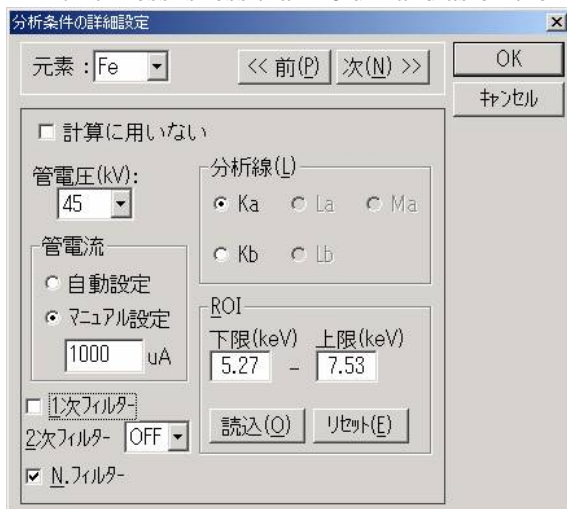 分析条件の詳細設定
元素：Fe
<< 前(P)
次(N) >>
OK
ｷｬﾝｾﾙ
計算に用いない
管電圧(kV):
45
分析線(L)
Ka
La
Ma
Kb
Lb
管電流
自動設定
ﾏﾆｭｱﾙ設定
1000 uA
ROI
下限(keV) 上限(keV)
5.27 - 7.53
読込(O)
ﾘｾｯﾄ(E)
1次ﾌｨﾙﾀｰ
2次ﾌｨﾙﾀｰ OFF
N.ﾌｨﾙﾀｰ